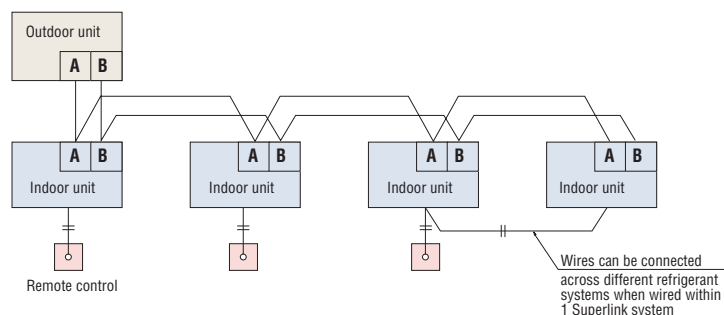 Outdoor unit
A B
A B
A B
A B
A B
Indoor unit
Indoor unit
Indoor unit
Indoor unit
Remote control
Wires can be connected
across different refrigerant
systems when wired within
1 Superlink system